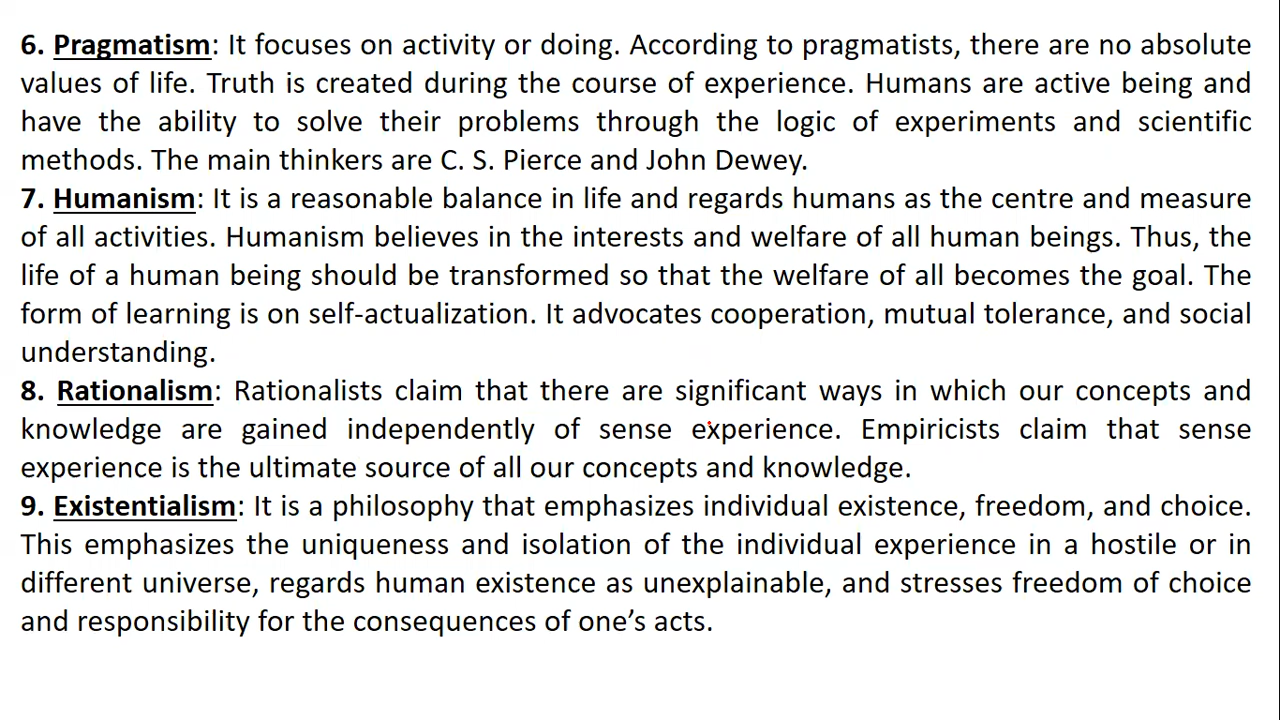 6. Pragmatism: It focuses on activity or doing. According to pragmatists, there are no absolute
values of life. Truth is created during the course of experience. Humans are active being and
have the ability to solve their problems through the logic of experiments and scientific
methods. The main thinkers are C. S. Pierce and John Dewey.
7. Humanism: It is a reasonable balance in life and regards humans as the centre and measure
of all activities. Humanism believes in the interests and welfare of all human beings. Thus, the
life of a human being should be transformed so that the welfare of all becomes the goal. The
form of learning is on self-actualization. It advocates cooperation, mutual tolerance, and social
understanding.
8. Rationalism: Rationalists claim that there are significant ways in which our concepts and
knowledge are gained independently of sense experience. Empiricists claim that sense
experience is the ultimate source of all our concepts and knowledge.
9. Existentialism: It is a philosophy that emphasizes individual existence, freedom, and choice.
This emphasizes the uniqueness and isolation of the individual experience in a hostile or in
different universe, regards human existence as unexplainable, and stresses freedom of choice
and responsibility for the consequences of one’s acts.